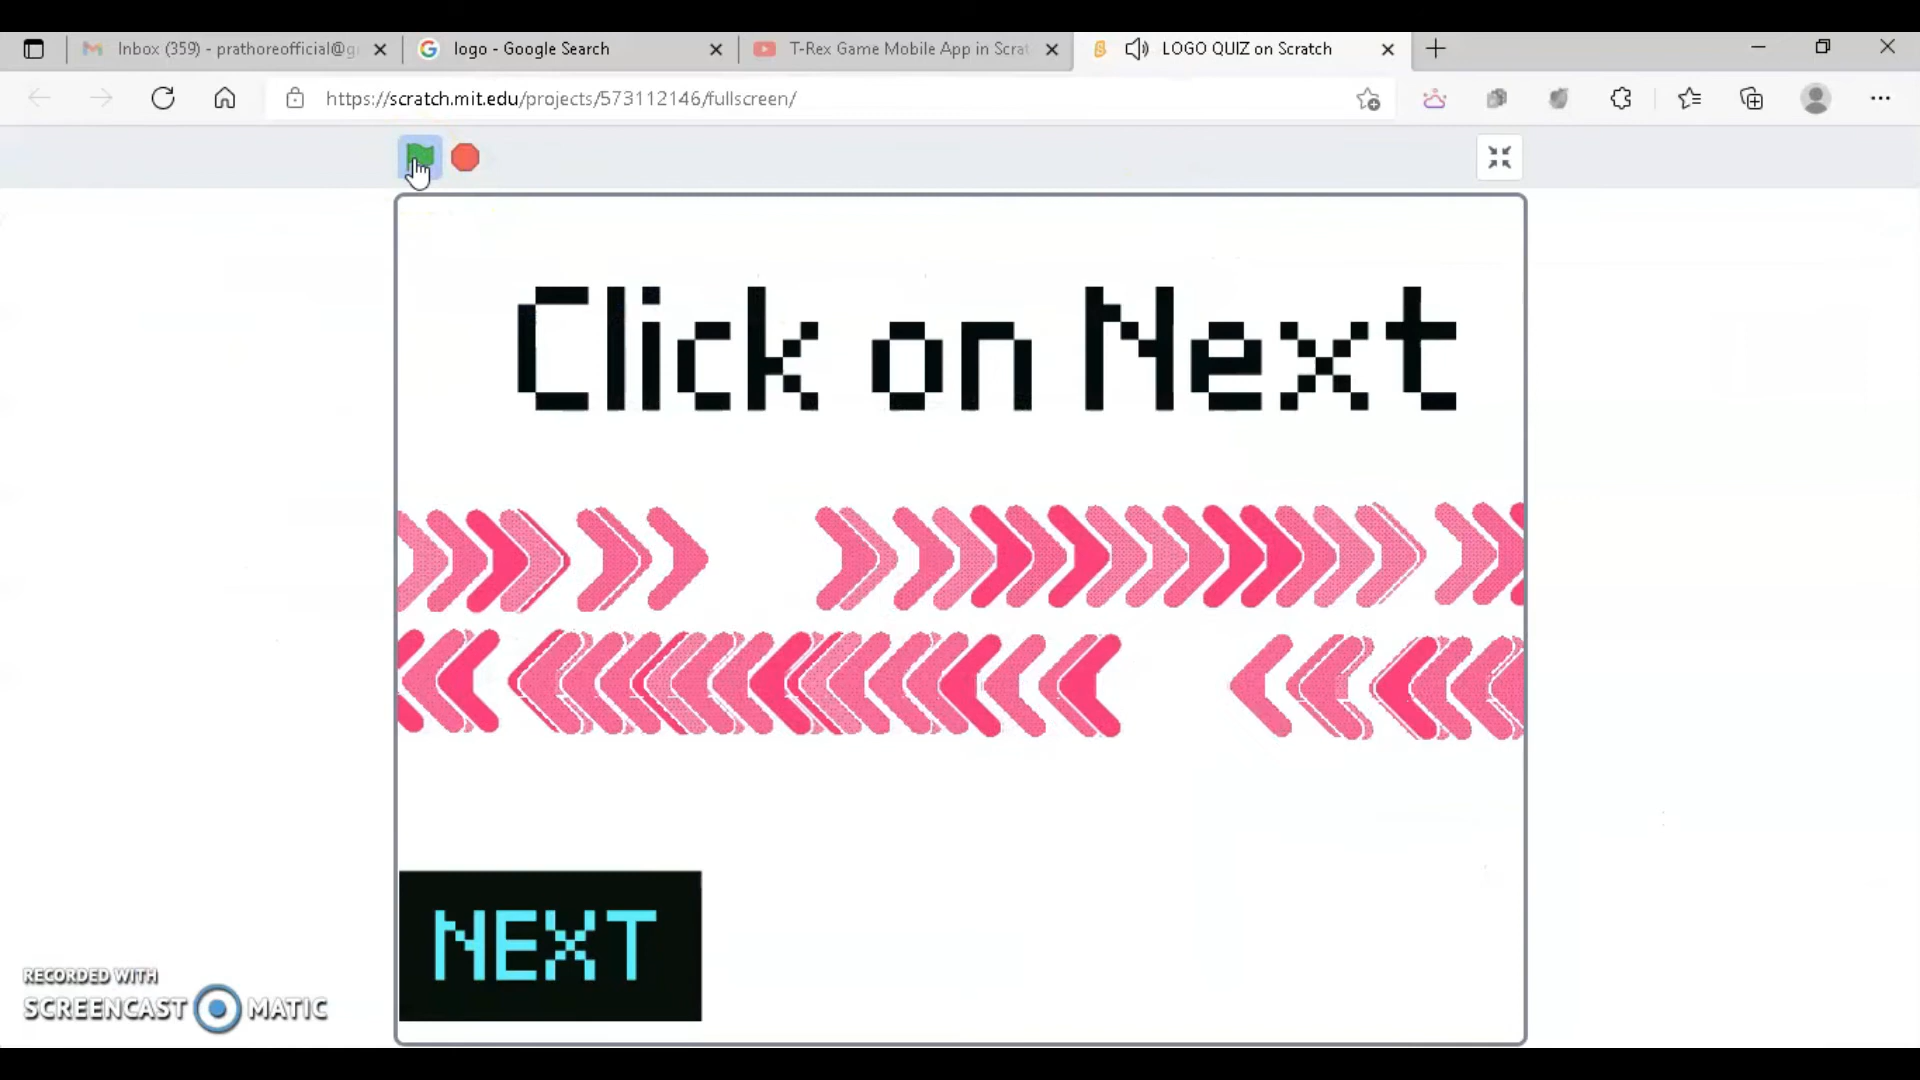 Inbox (359) - prathoreofficial@g
logo - Google Search
T-Rex Game Mobile App in Scrat
LOGO QUIZ on Scratch
https://scratch.mit.edu/projects/573112146/fullscreen/
Click on Next
NEXT
RECORDED WITH
SCREENCAST MATIC